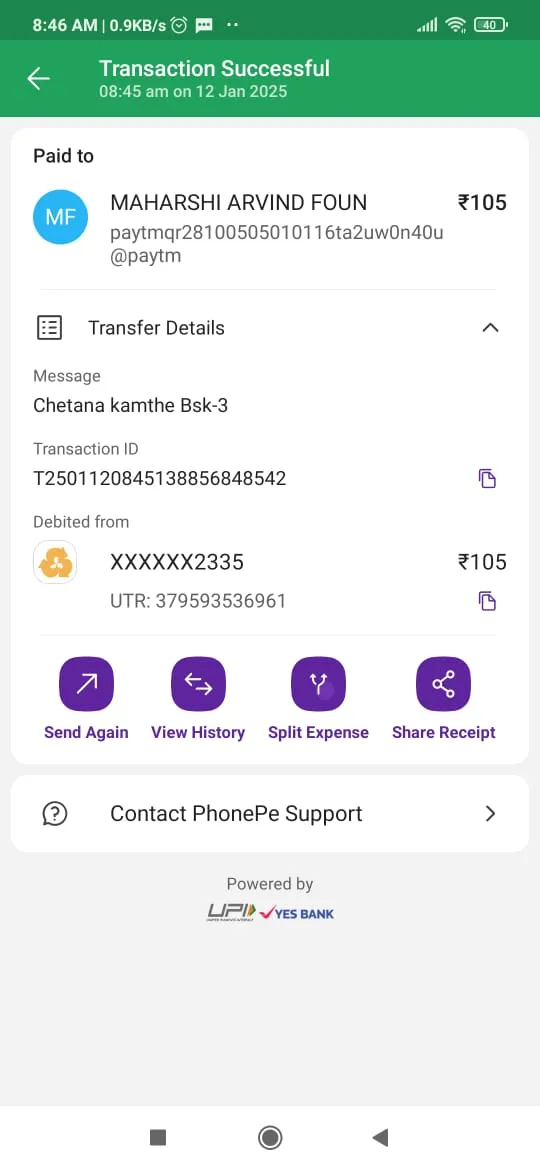 8:46 AM | 0.9KB/s
40
Transaction Successful
08:45 am on 12 Jan 2025
Paid to
MF
MAHARSHI ARVIND FOUN ₹105
paytmqr28100505010116ta2uw0n40u
@paytm
Transfer Details
Message
Chetana kamthe Bsk-3
Transaction ID
T2501120845138856848542
Debited from
XXXXXX2335 ₹105
UTR: 379593536961
Send Again View History Split Expense Share Receipt
Contact PhonePe Support
Powered by
UPI YES BANK